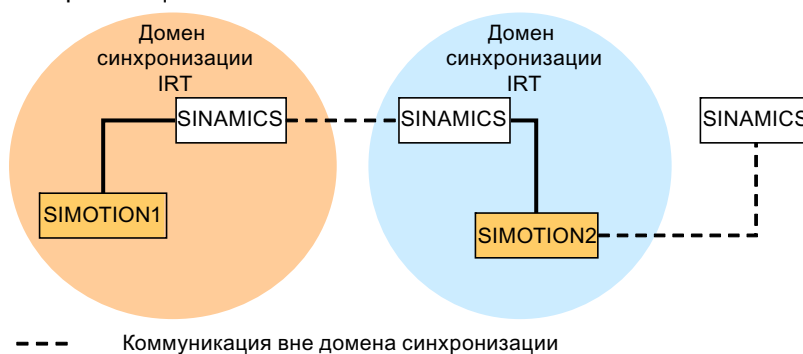 Домен
синхронизации
IRT
Домен
синхронизации
IRT
SINAMICS
SINAMICS
SINAMICS
SIMOTION1
SIMOTION2
Коммуникация вне домена синхронизации